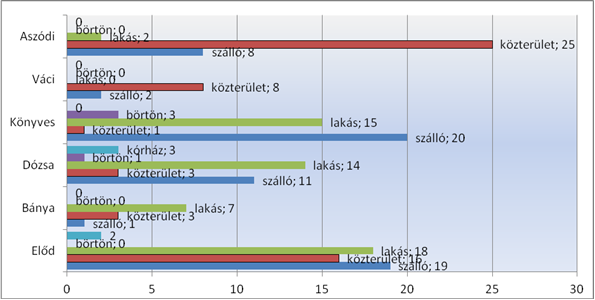 0
börtön; 0
lakás; 2
Aszódi
közterület; 25
szálló; 8
0
börtön; 0
lakás; 0
Váci
közterület; 8
szálló; 2
0
börtön; 3
Könyves
lakás; 15
közterület; 1
szálló; 20
kórház; 3
börtön; 1
Dózsa
lakás; 14
közterület; 3
szálló; 11
0
börtön; 0
Bánya
lakás; 7
közterület; 3
szálló; 1
2
börtön; 0
Előd
lakás; 18
közterület; 16
szálló; 19
0 5 10 15 20 25 30